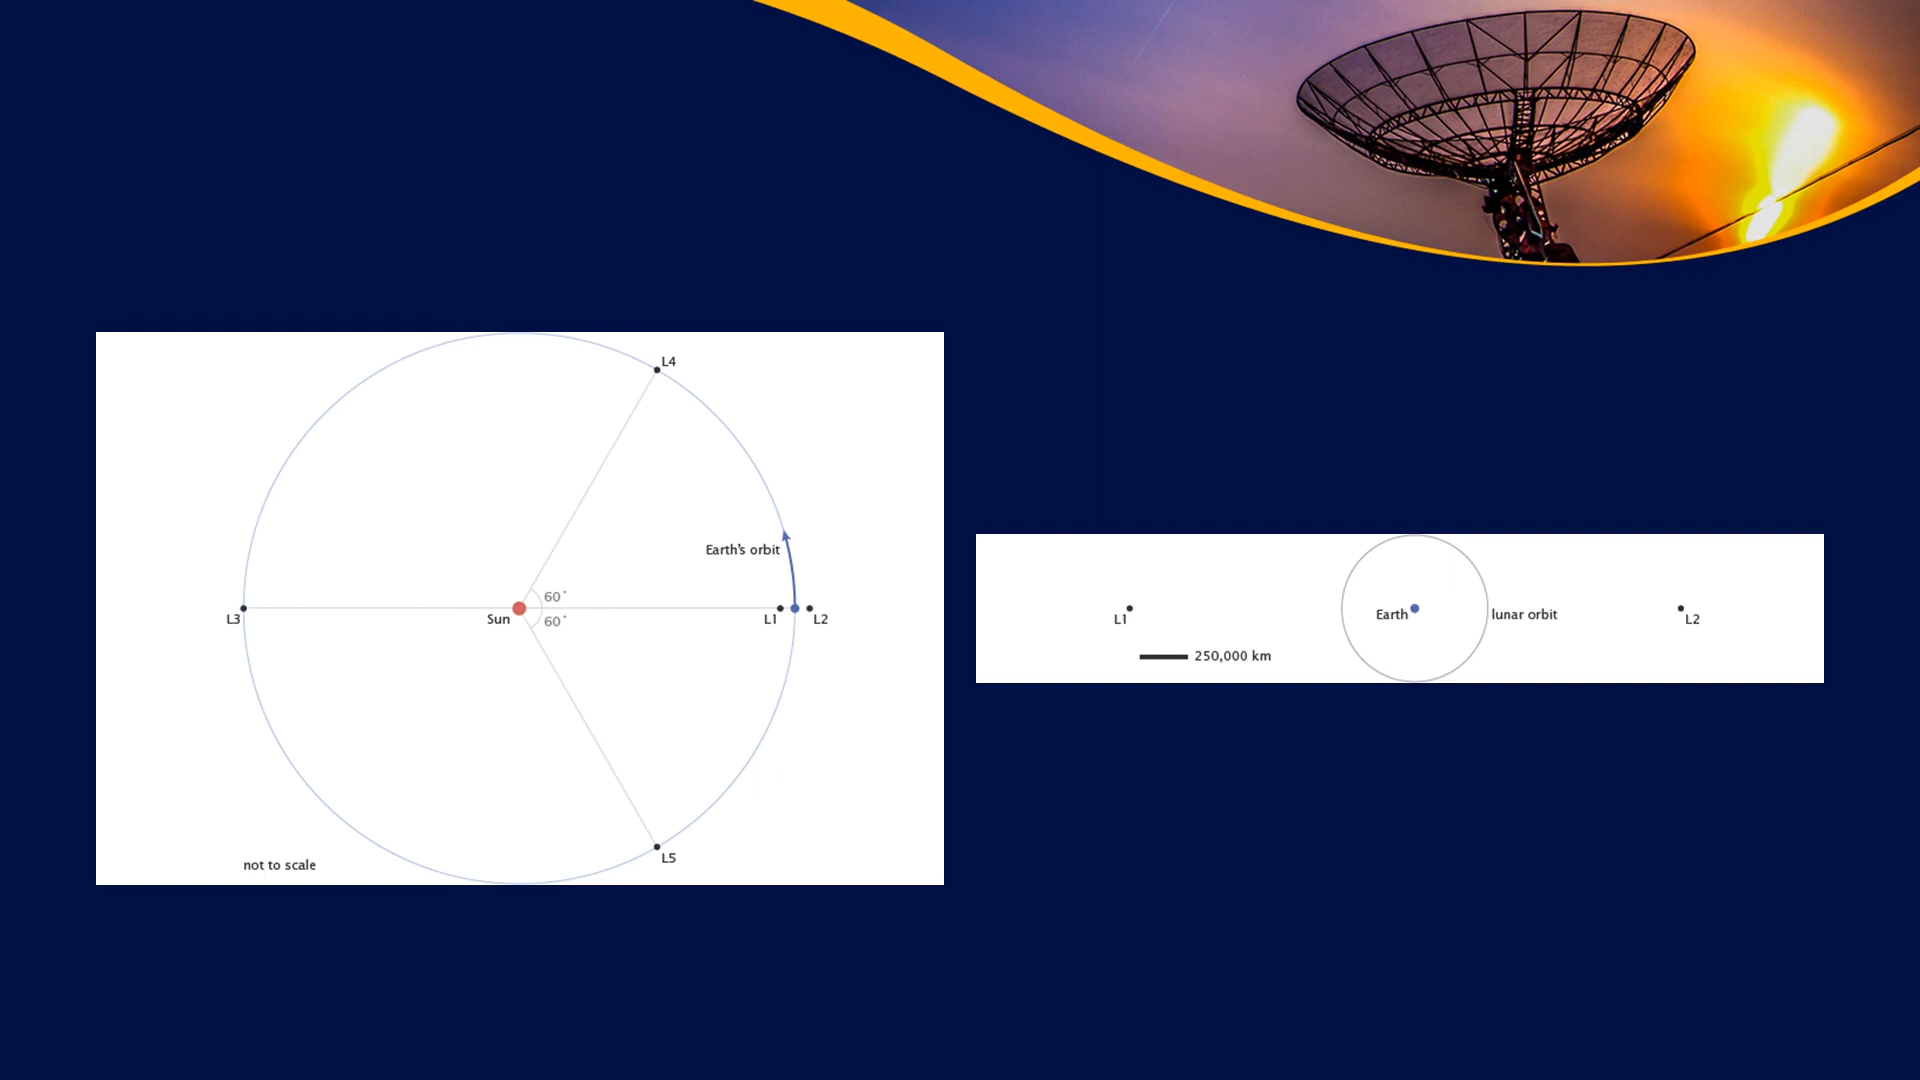 L4
Earth's orbit
60°
60°
L3
Sun
L1
L2
L5
not to scale
L1
Earth
lunar orbit
L2
250,000 km